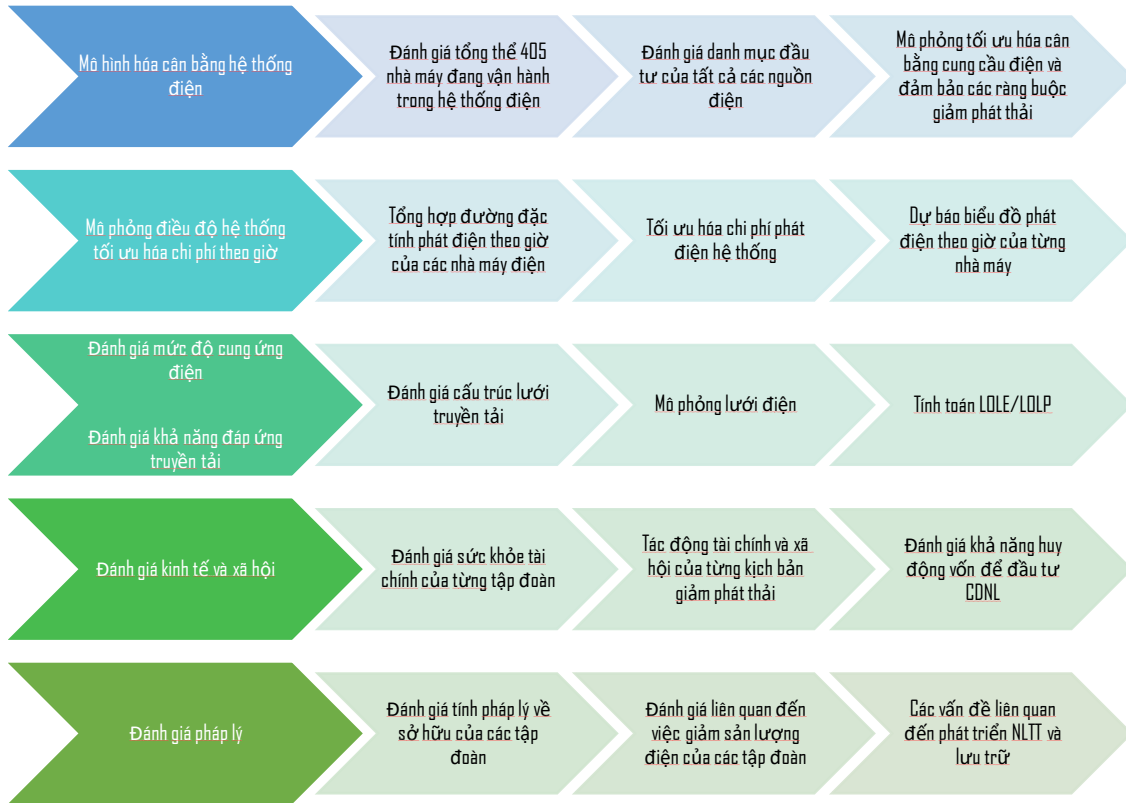 Mô hình hóa cân bằng hệ thống
điện
Đánh giá tổng thể 405
nhà máy đang vận hành
trong hệ thống điện
Đánh giá danh mục đầu
tư của tất cả các nguồn
điện
Mô phỏng tối ưu hóa cân
bằng cung cầu điện và
đảm bảo các ràng buộc
giảm phát thải
Mô phỏng điều độ hệ thống
tối ưu hóa chi phí theo giờ
Tổng hợp đường đặc
tính phát điện theo giờ
của các nhà máy điện
Tối ưu hóa chi phí phát
điện hệ thống
Dự báo biểu đồ phát
điện theo giờ của từng
nhà máy
Đánh giá mức độ cung ứng
điện
Đánh giá khả năng đáp ứng
truyền tải
Đánh giá cấu trúc lưới
truyền tải
Mô phỏng lưới điện
Tính toán LOLE/LOLP
Đánh giá kinh tế và xã hội
Đánh giá sức khỏe tài
chính của từng tập đoàn
Tác động tài chính và xã
hội của từng kịch bản
giảm phát thải
Đánh giá khả năng huy
động vốn để đầu tư
CDNL
Đánh giá pháp lý
Đánh giá tính pháp lý về
sở hữu của các tập
đoàn
Đánh giá liên quan đến
việc giảm sản lượng
điện của các tập đoàn
Các vấn đề liên quan
đến phát triển NLTT và
lưu trữ